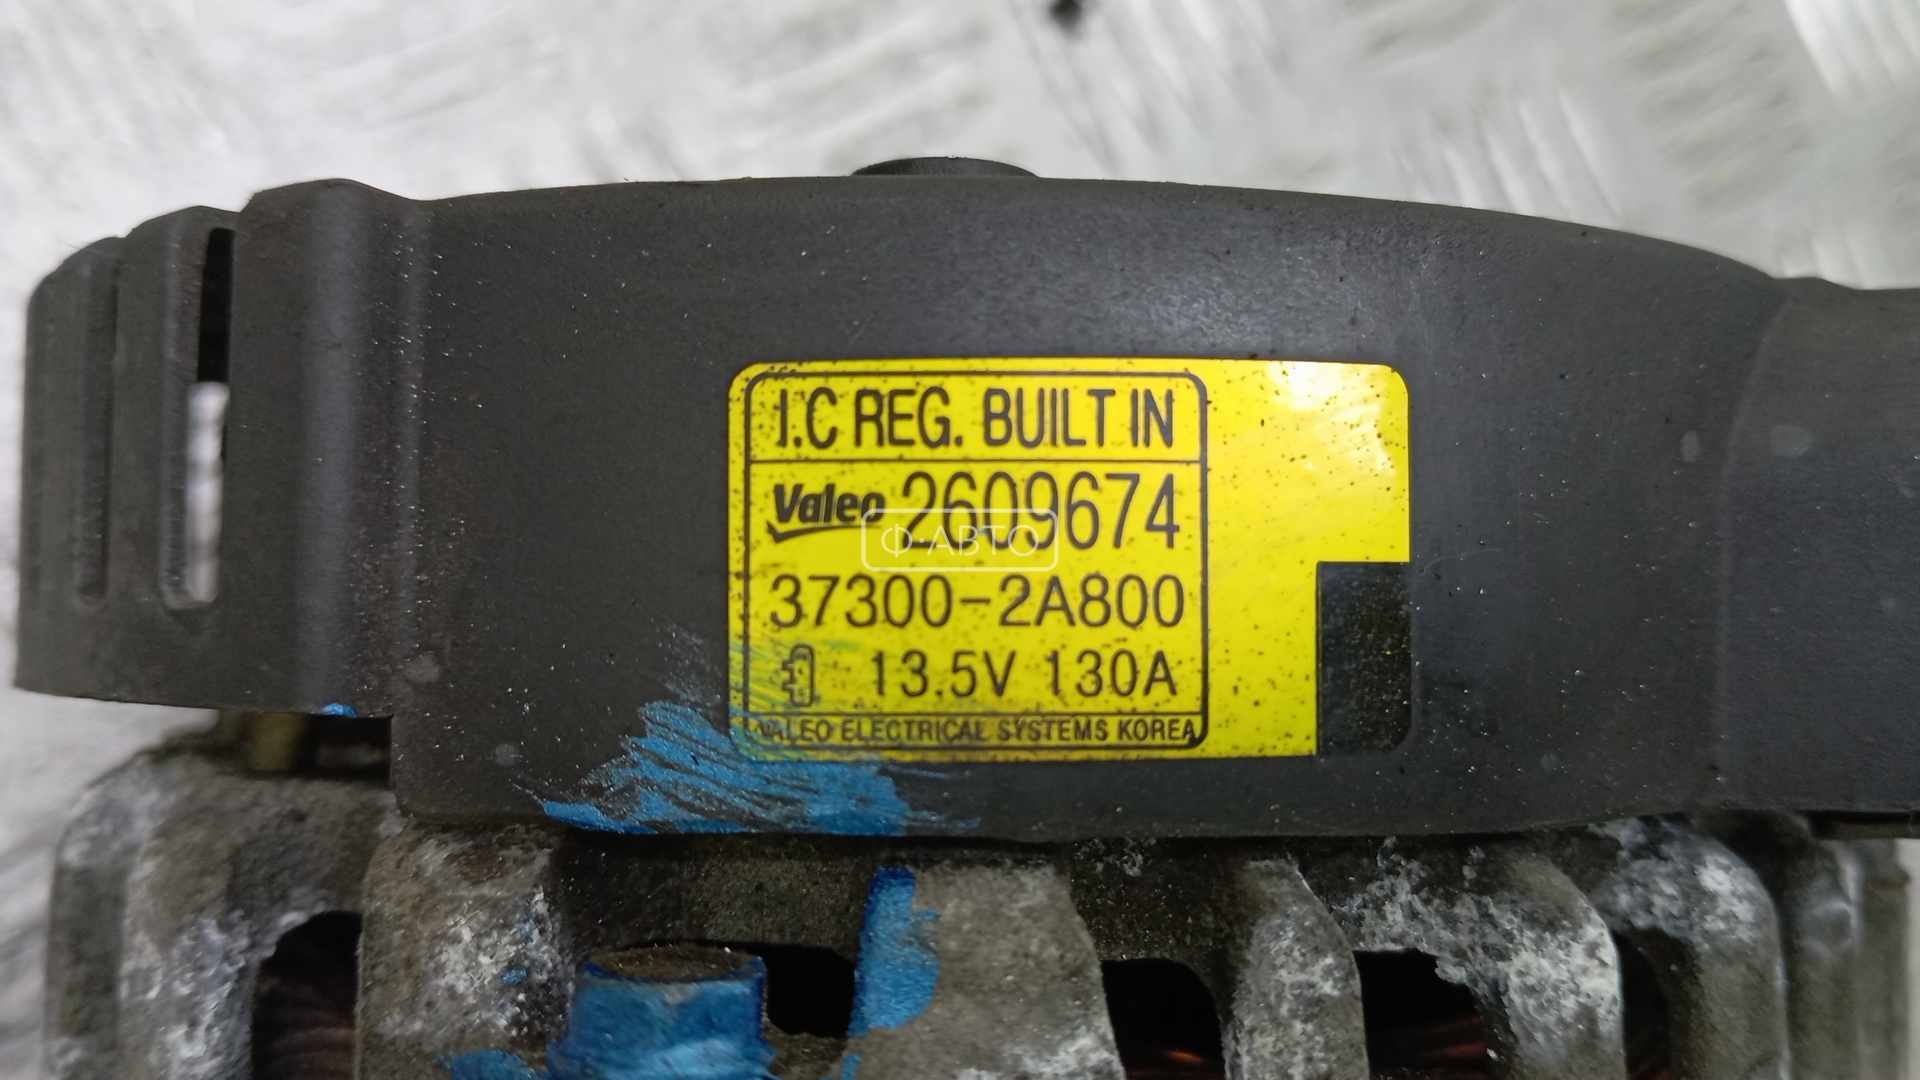 I.C REG. BUILT IN
Valeo 2609674
Ф·АВТО
37300-2A800
13.5V 130A
VALEO ELECTRICAL SYSTEMS KOREA